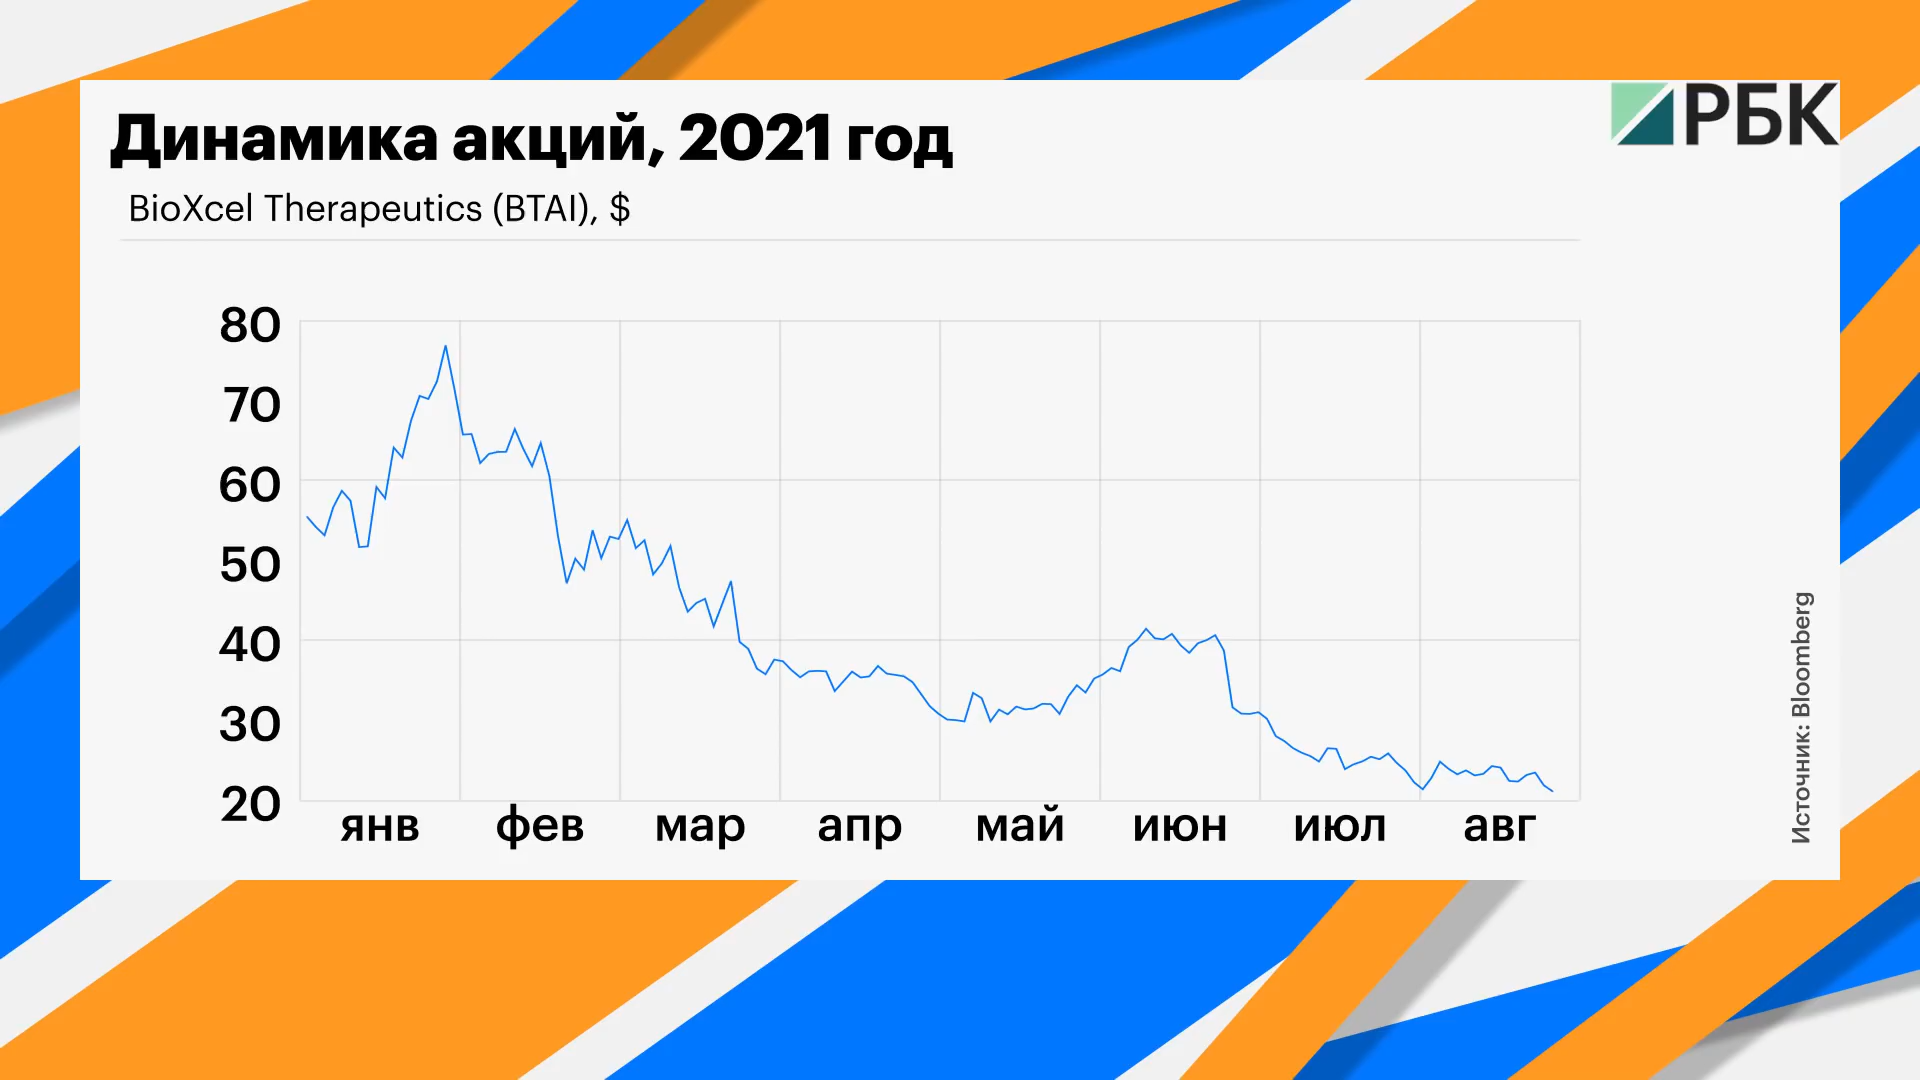 РБК
Динамика акций, 2021 год
BioXcel Therapeutics (BTAI), $
80
70
60
50
40
30
20
янв фев мар апр май июн июл авг
Источник: Bloomberg